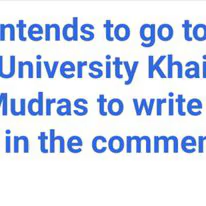 ntends to go to
University Khai
Mudras to write
in the commen